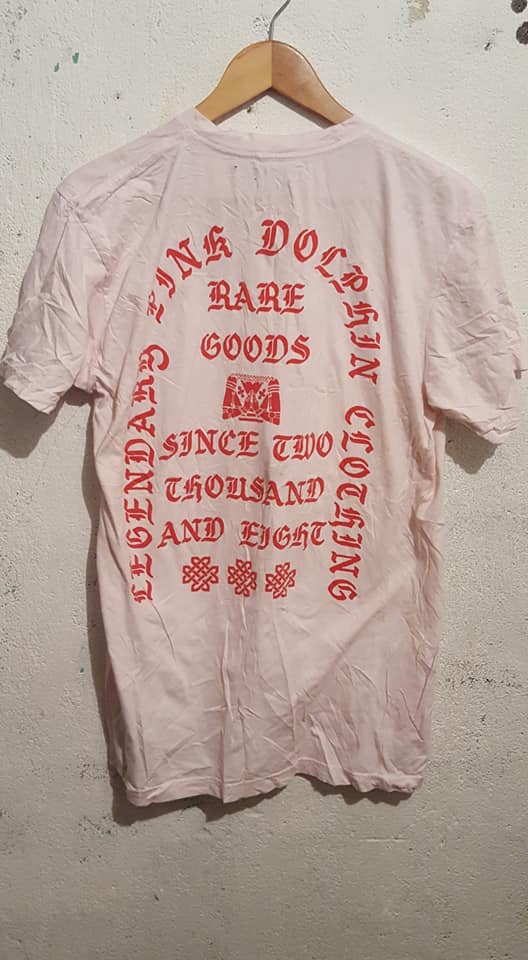 LEGENDARY PINK DOLPHIN CLOTHING
RARE
GOODS
SINCE TWO
THOUSAND
AND EIGHT